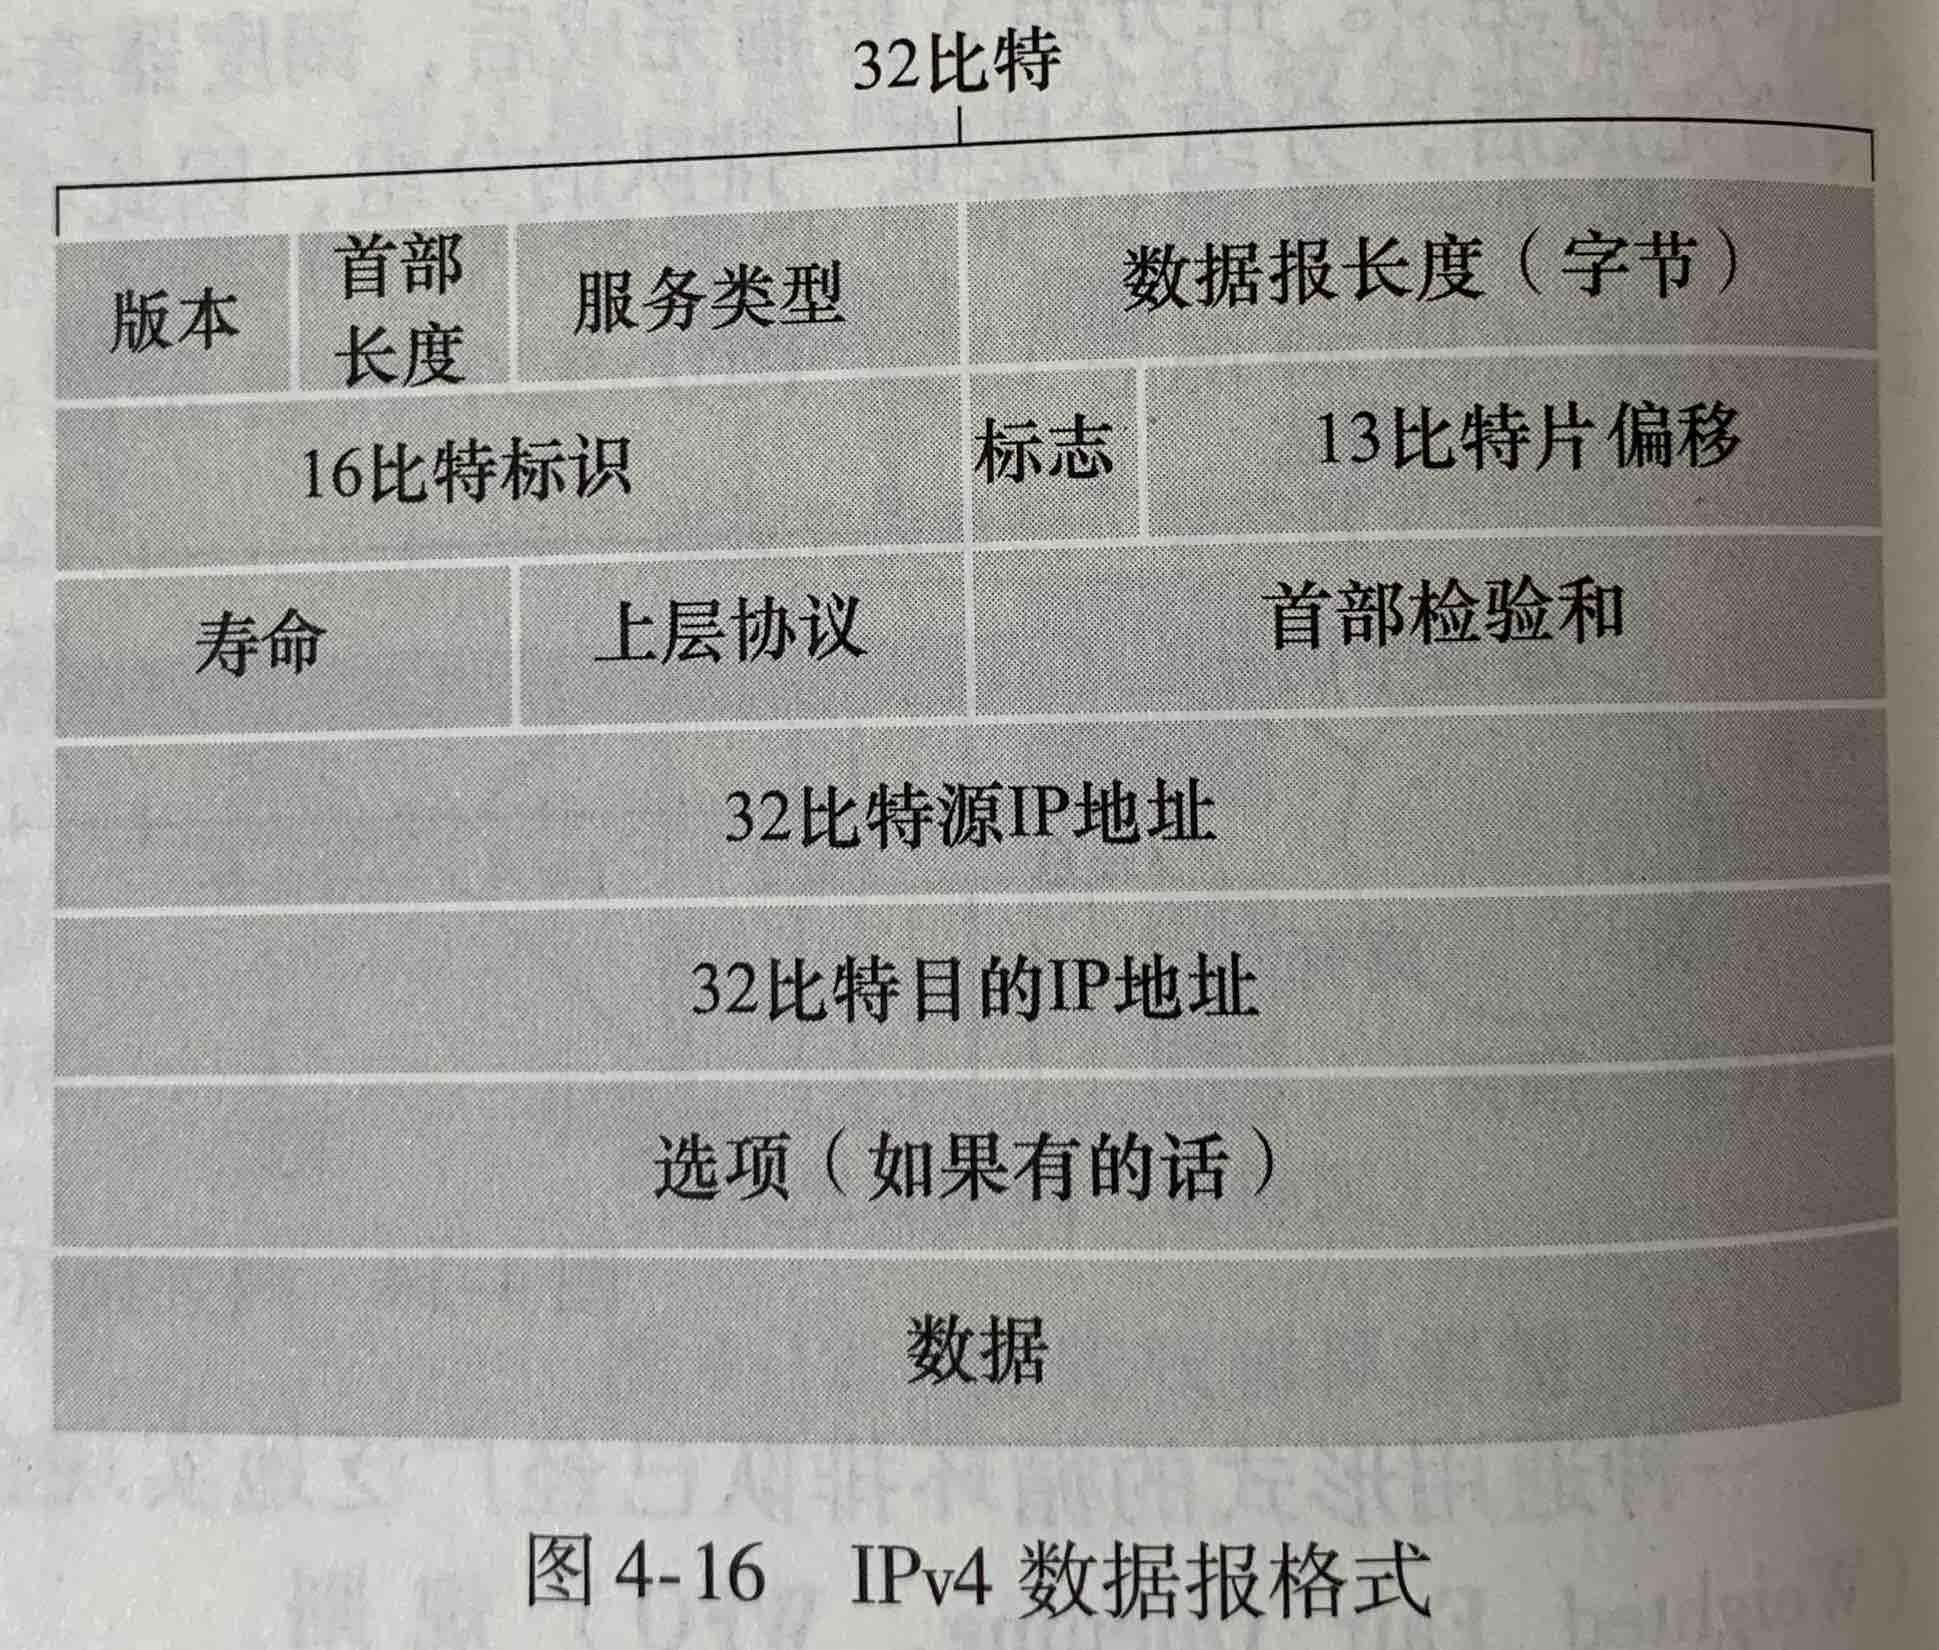 32比特
版本
首部
长度
服务类型
数据报长度（字节）
16比特标识
标志
13比特片偏移
寿命
上层协议
首部检验和
32比特源IP地址
32比特目的IP地址
选项（如果有的话）
数据
图 4-16 IPv4 数据报格式